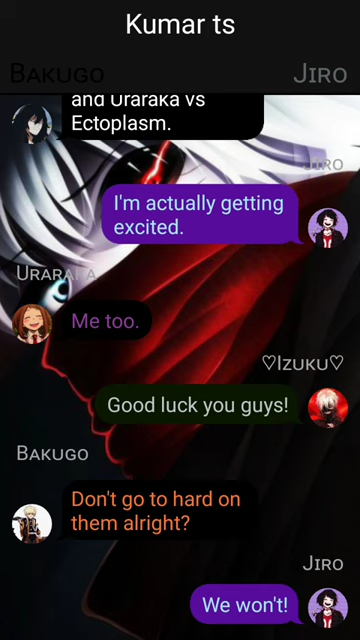 Kumar ts
BAKUGO
JIRO
and Uraraka vs
Ectoplasm.
JIRO
I'm actually getting
excited.
URARAKA
Me too.
♡IZUKU♡
Good luck you guys!
BAKUGO
Don't go to hard on
them alright?
JIRO
We won't!